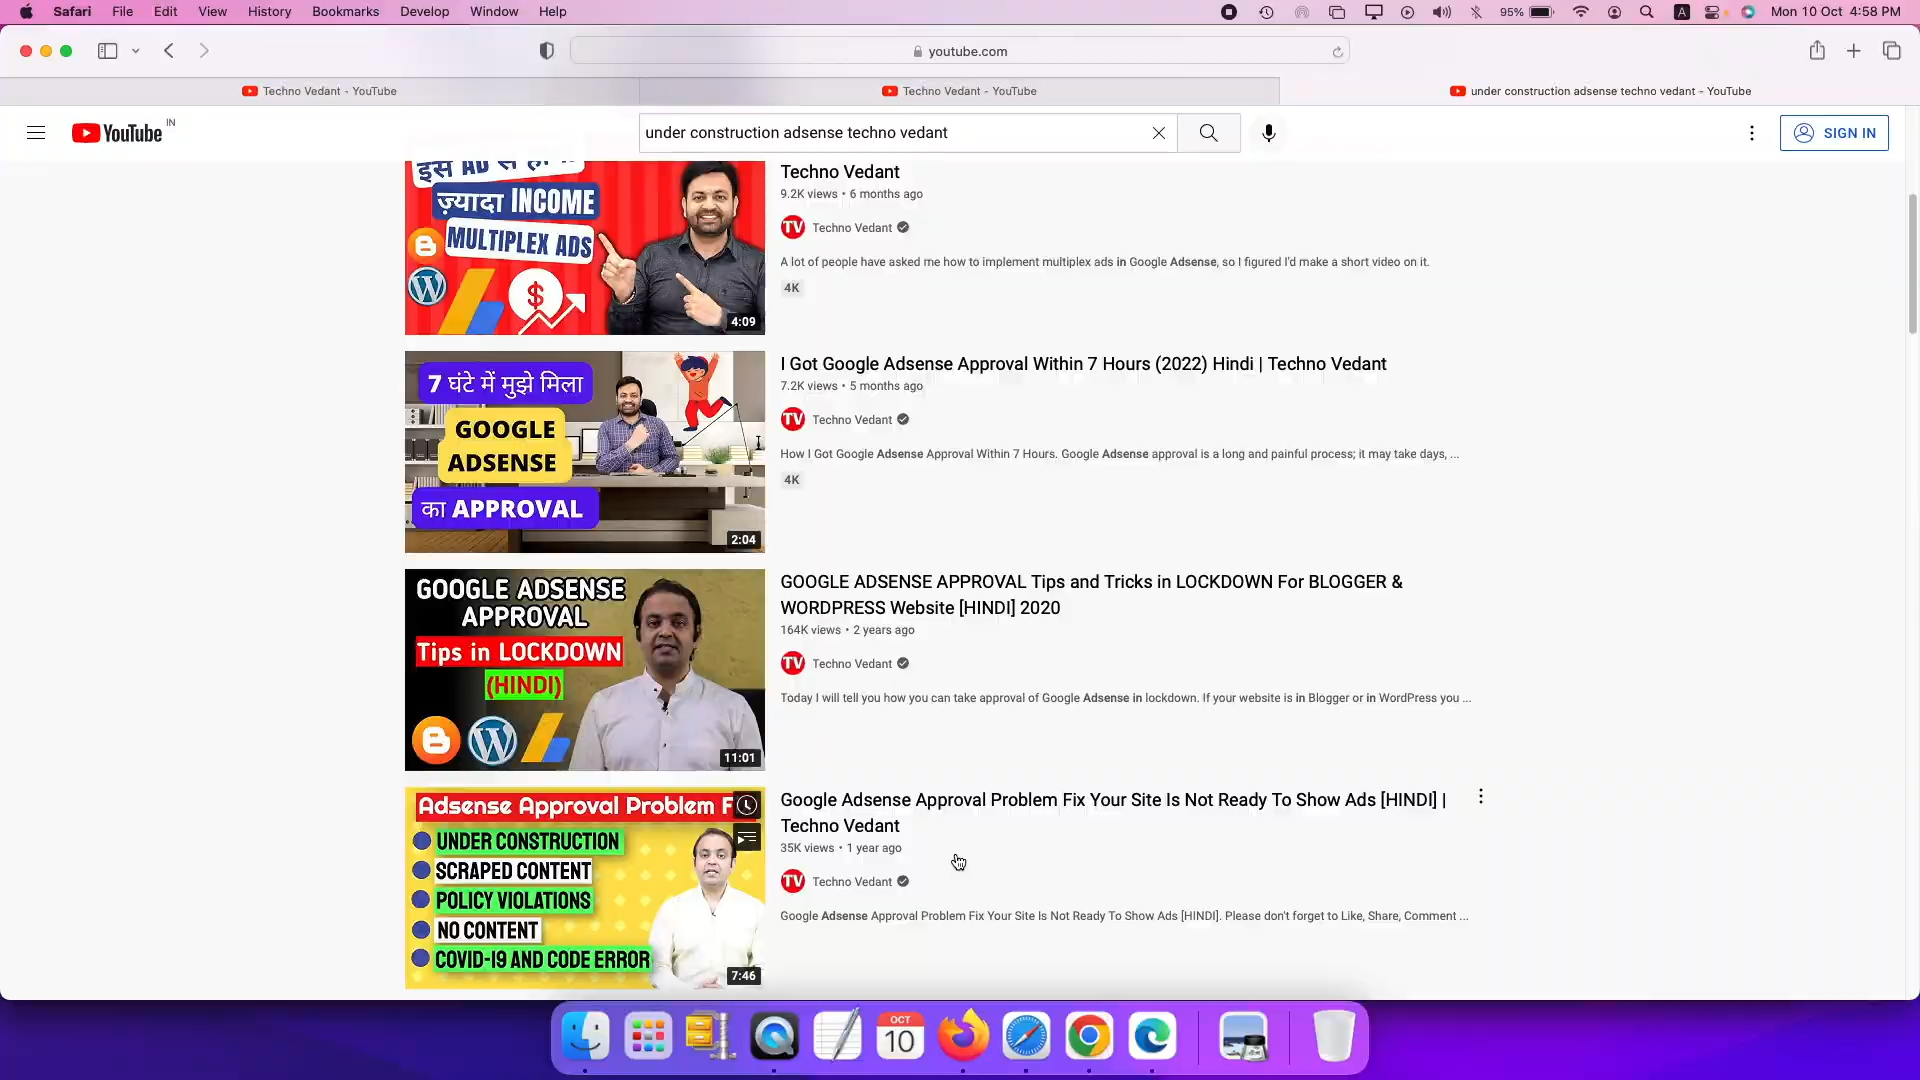 Safari File Edit View History Bookmarks Develop Window Help
95%
A
Mon 10 Oct 4:58 PM
youtube.com
Techno Vedant - YouTube
Techno Vedant - YouTube
under construction adsense techno vedant - YouTube
YouTube IN
under construction adsense techno vedant
SIGN IN
इस AD से
ज़्यादा INCOME
MULTIPLEX ADS
4:09
Techno Vedant
9.2K views • 6 months ago
TV Techno Vedant
A lot of people have asked me how to implement multiplex ads in Google Adsense, so I figured I'd make a short video on it.
4K
7 घंटे में मुझे मिला
GOOGLE
ADSENSE
का APPROVAL
2:04
I Got Google Adsense Approval Within 7 Hours (2022) Hindi | Techno Vedant
7.2K views • 5 months ago
TV Techno Vedant
How I Got Google Adsense Approval Within 7 Hours. Google Adsense approval is a long and painful process; it may take days, ...
4K
GOOGLE ADSENSE
APPROVAL
Tips in LOCKDOWN
(HINDI)
11:01
GOOGLE ADSENSE APPROVAL Tips and Tricks in LOCKDOWN For BLOGGER &
WORDPRESS Website [HINDI] 2020
164K views • 2 years ago
TV Techno Vedant
Today I will tell you how you can take approval of Google Adsense in lockdown. If your website is in Blogger or in WordPress you ...
Adsense Approval Problem F
UNDER CONSTRUCTION
SCRAPED CONTENT
POLICY VIOLATIONS
NO CONTENT
COVID-19 AND CODE ERROR
7:46
Google Adsense Approval Problem Fix Your Site Is Not Ready To Show Ads [HINDI] |
Techno Vedant
35K views • 1 year ago
TV Techno Vedant
Google Adsense Approval Problem Fix Your Site Is Not Ready To Show Ads [HINDI]. Please don't forget to Like, Share, Comment ...
OCT
10